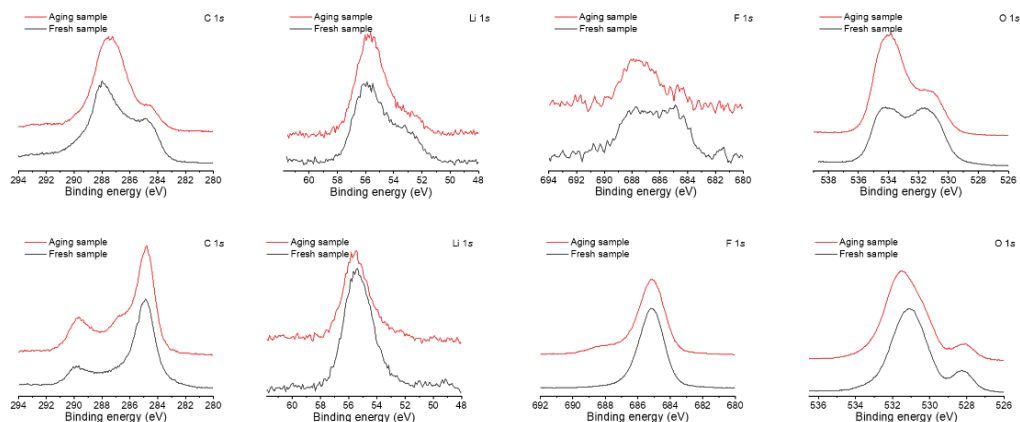 Aging sample
Fresh sample
C 1s
294 292 290 288 286 284 282 280
Binding energy (eV)
Aging sample
Fresh sample
Li 1s
60 58 56 54 52 50 48
Binding energy (eV)
Aging sample
Fresh sample
F 1s
694 692 690 688 686 684 682 680
Binding energy (eV)
Aging sample
Fresh sample
O 1s
538 536 534 532 530 528 526
Binding energy (eV)
Aging sample
Fresh sample
C 1s
294 292 290 288 286 284 282 280
Binding energy (eV)
Aging sample
Fresh sample
Li 1s
60 58 56 54 52 50 48
Binding energy (eV)
Aging sample
Fresh sample
F 1s
692 690 688 686 684 682 680
Binding energy (eV)
Aging sample
Fresh sample
O 1s
536 534 532 530 528 526
Binding energy (eV)